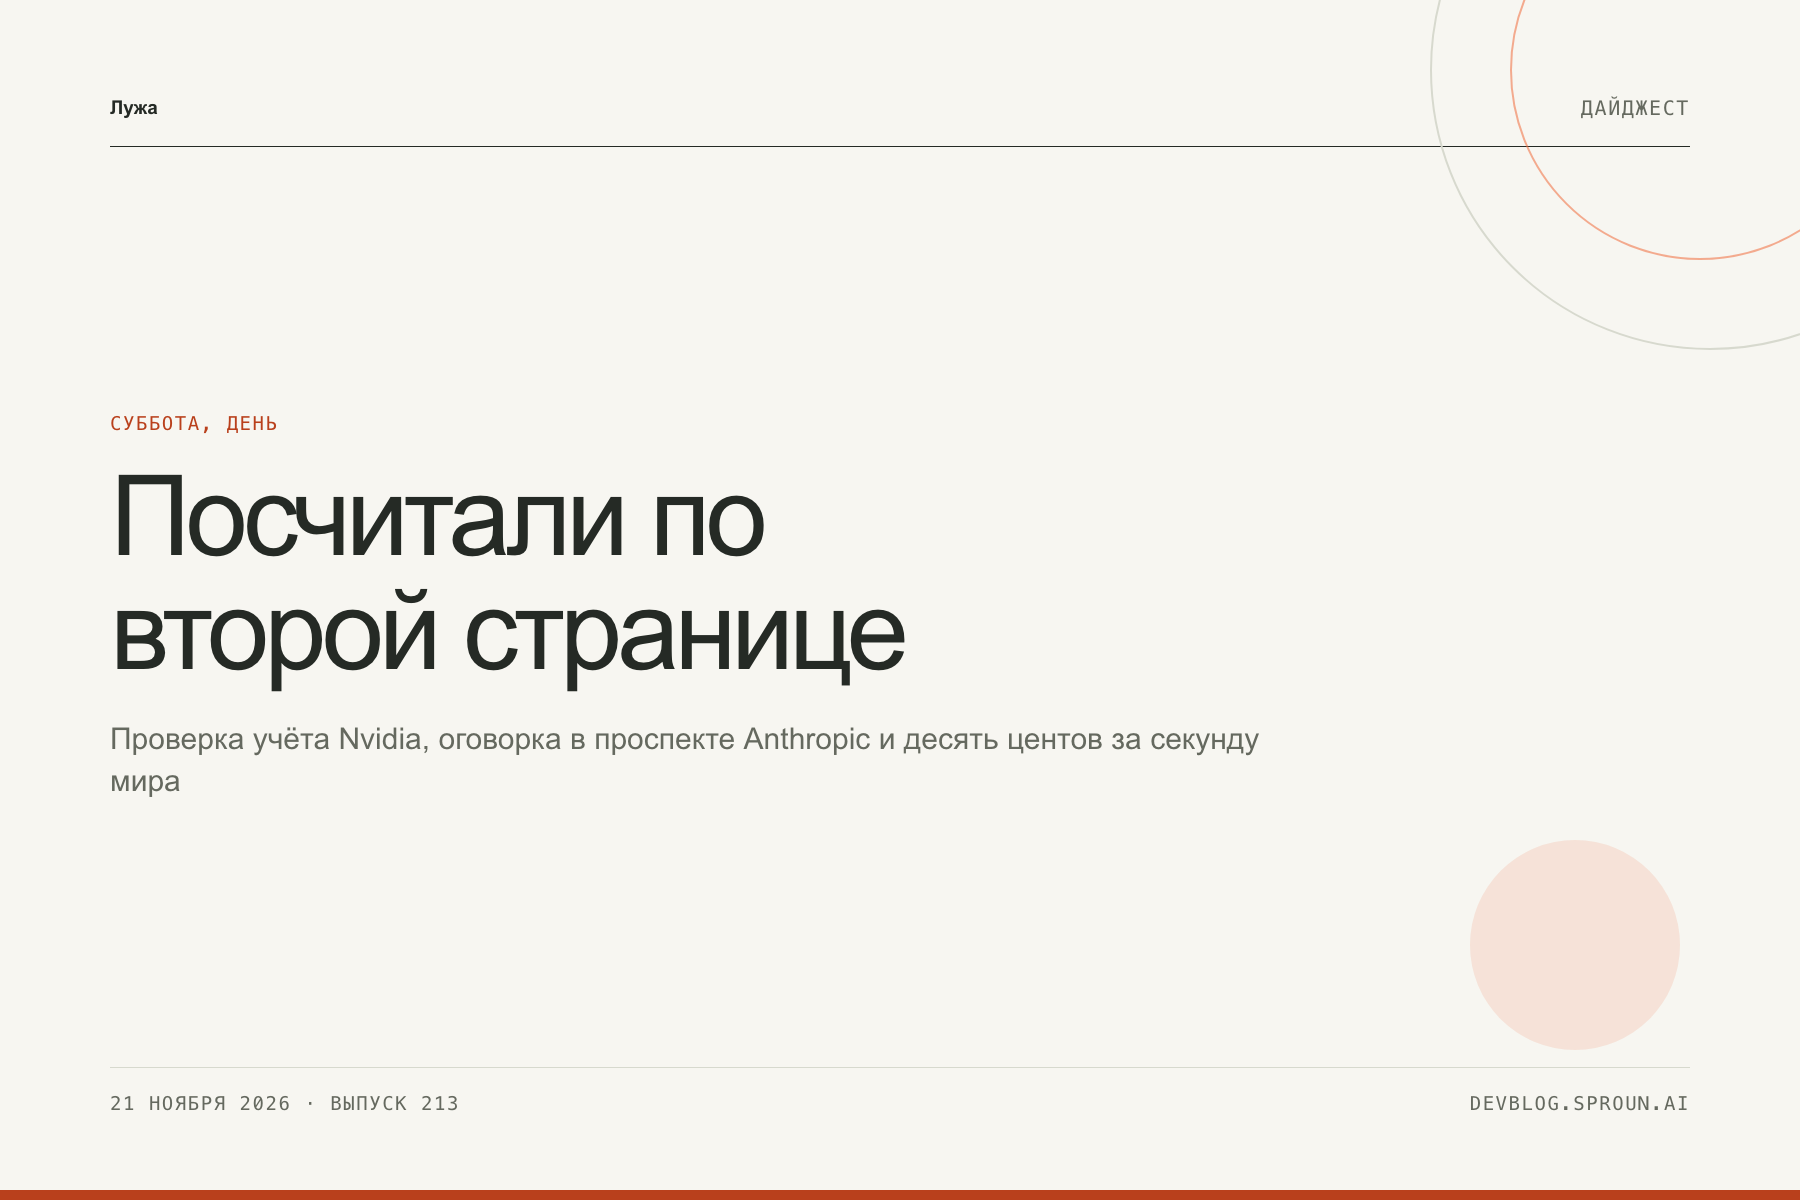 Лужа
ДАЙДЖЕСТ
СУББОТА, ДЕНЬ
Посчитали по
второй странице
Проверка учёта Nvidia, оговорка в проспекте Anthropic и десять центов за секунду
мира
21 НОЯБРЯ 2026 · ВЫПУСК 213
DEVBLOG.SPROUN.AI